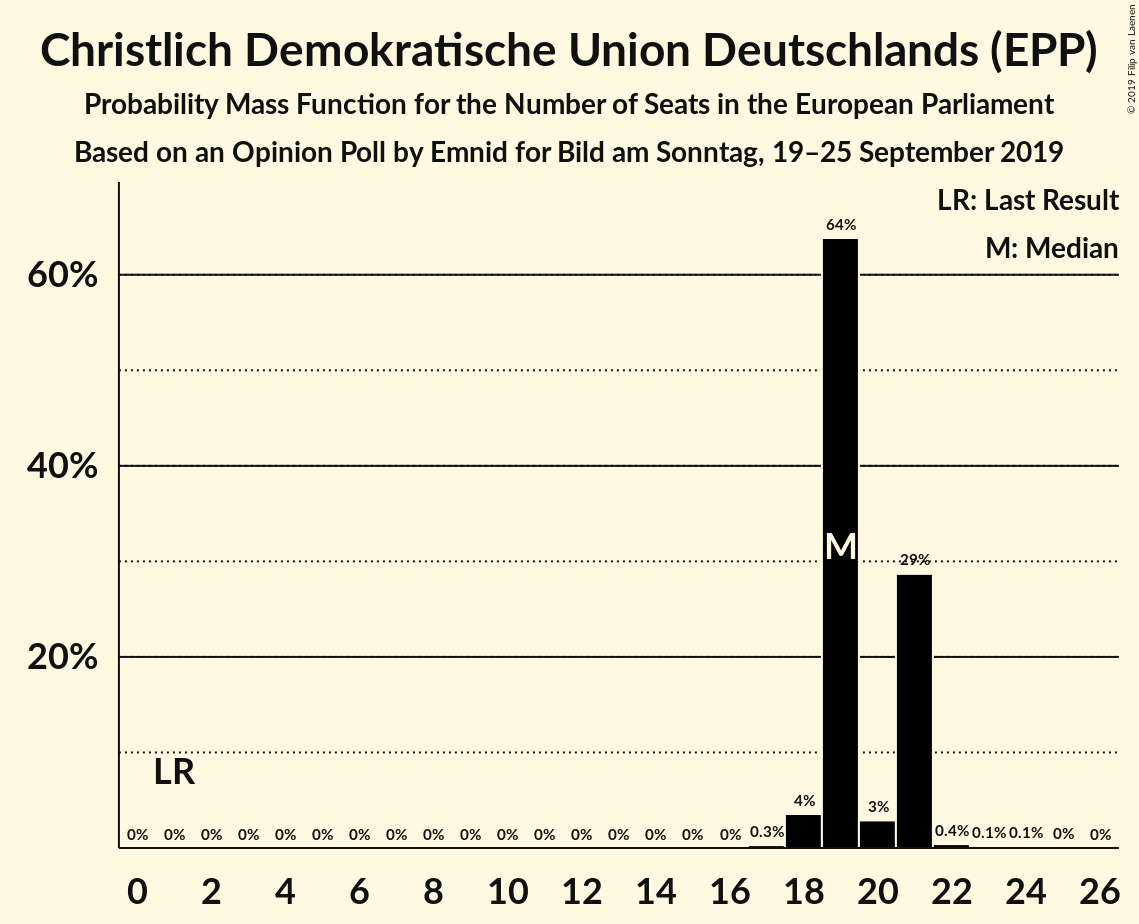 Christlich Demokratische Union Deutschlands (EPP)
Probability Mass Function for the Number of Seats in the European Parliament
Based on an Opinion Poll by Emnid for Bild am Sonntag, 19–25 September 2019
© 2019 Filip van Laenen
LR: Last Result
M: Median
60%
40%
20%
64%
M
29%
LR
0% 0% 0% 0% 0% 0% 0% 0% 0% 0% 0% 0% 0% 0% 0% 0% 0% 0.3% 4% 3% 0.4% 0.1% 0.1% 0% 0%
0 2 4 6 8 10 12 14 16 18 20 22 24 26